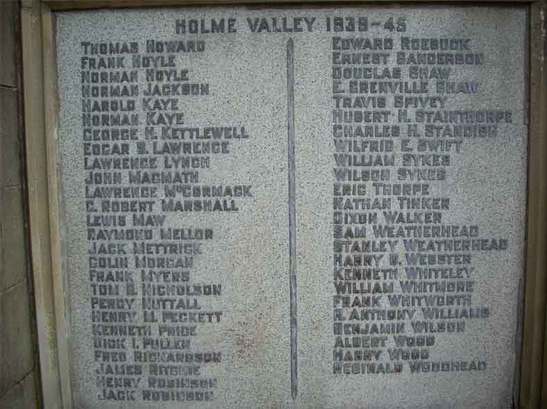 HOLME VALLEY 1939-45
THOMAS HOWARD
FRANK HOYLE
NORMAN HOYLE
NORMAN JACKSON
HAROLD KAYE
NORMAN KAYE
GEORGE H. KETTLEWELL
EDGAR S. LAWRENCE
LAWRENCE LYNCH
JOHN MACMATH
LAWRENCE McCORMACK
C. ROBERT MARSHALL
LEWIS MAW
RAYMOND MELLOR
JACK METTRICK
COLIN MORGAN
FRANK MYERS
TOM B. NICHOLSON
PERCY NUTTALL
HENRY M. PECKETT
KENNETH PRIDE
DICK I. PULLEN
FRED RICHARDSON
JAMES RITCHIE
HENRY ROBINSON
JACK ROBINSON
EDWARD ROEBUCK
ERNEST SANDERSON
DOUGLAS SHAW
E. GRENVILLE SHAW
TRAVIS SPIVEY
HUBERT H. STAINTHORPE
CHARLES H. STANDISH
WILFRID E. SWIFT
WILLIAM SYKES
WILSON SYKES
ERIC THORPE
NATHAN TINKER
DIXON WALKER
SAM WEATHERHEAD
STANLEY WEATHERHEAD
HARRY WEBSTER
KENNETH WHITELEY
WILLIAM WHITMORE
FRANK WHITWORTH
R. ANTHONY WILLIAMS
BENJAMIN WILSON
ALBERT WOOD
HARRY WOOD
REGINALD WOODHEAD